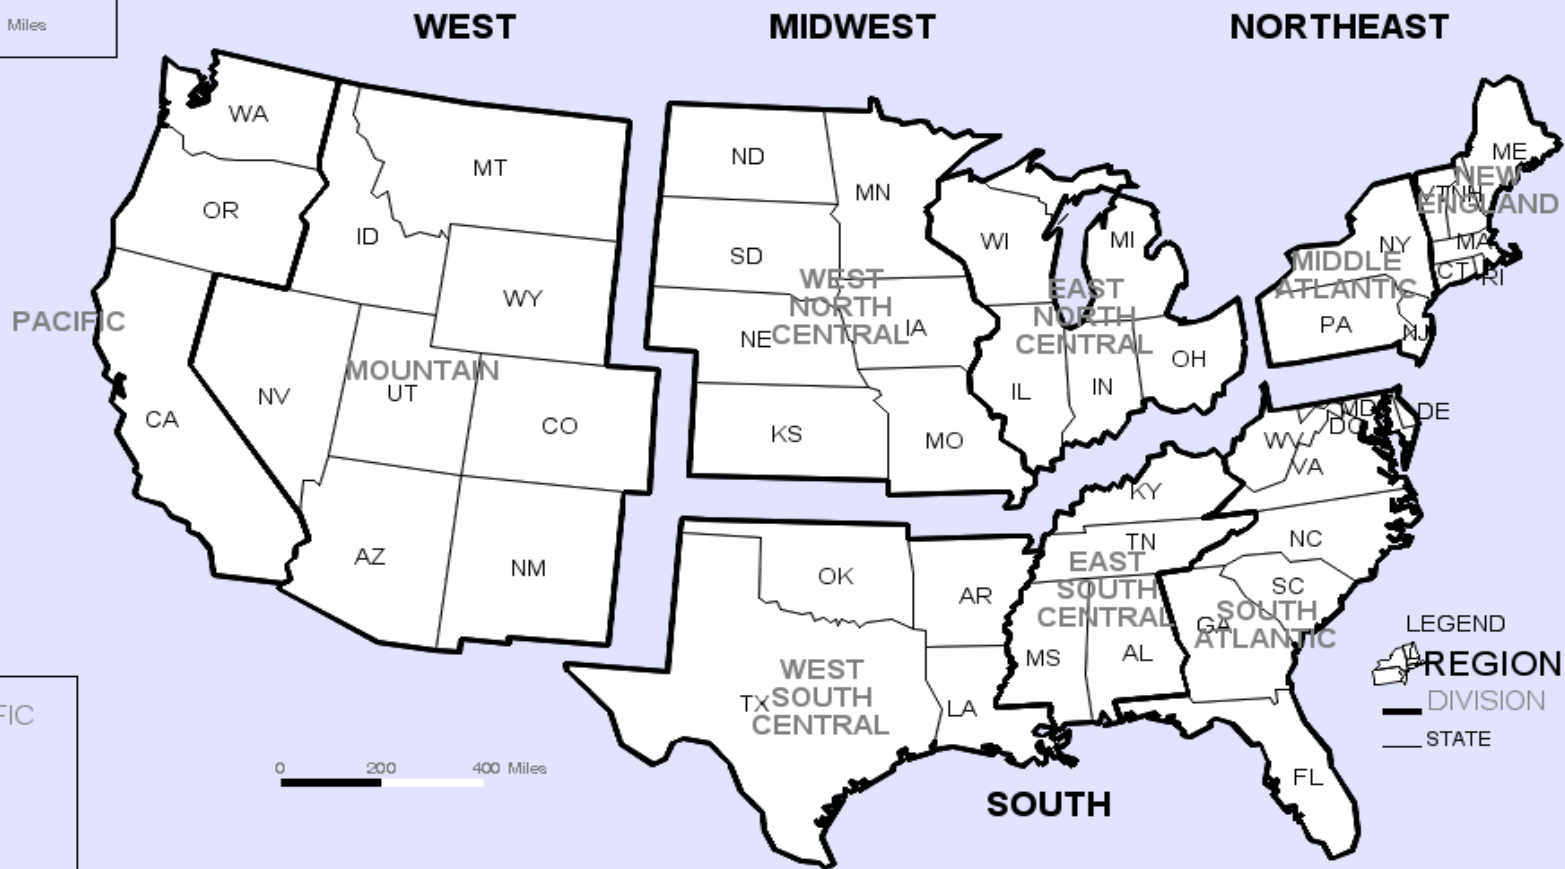 WEST
MIDWEST
NORTHEAST
Miles
WA
MT
ND
MN
ME
OR
ID
SD
WI
MI
VT
NH
NEW
ENGLAND
NY
MA
CT
RI
WY
WEST
NORTH
CENTRAL
EAST
NORTH
CENTRAL
MIDDLE
ATLANTIC
PACIFIC
NE
IA
PA
NJ
MOUNTAIN
NV
UT
CO
CA
KS
MO
IL
IN
OH
MD
DE
DC
WV
VA
KY
AZ
NM
OK
AR
TN
NC
EAST
SOUTH
CENTRAL
SC
GA
SOUTH
ATLANTIC
MS
AL
TX
WEST
SOUTH
CENTRAL
LA
FL
LEGEND
REGION
DIVISION
STATE
FIC
0 200 400 Miles
SOUTH